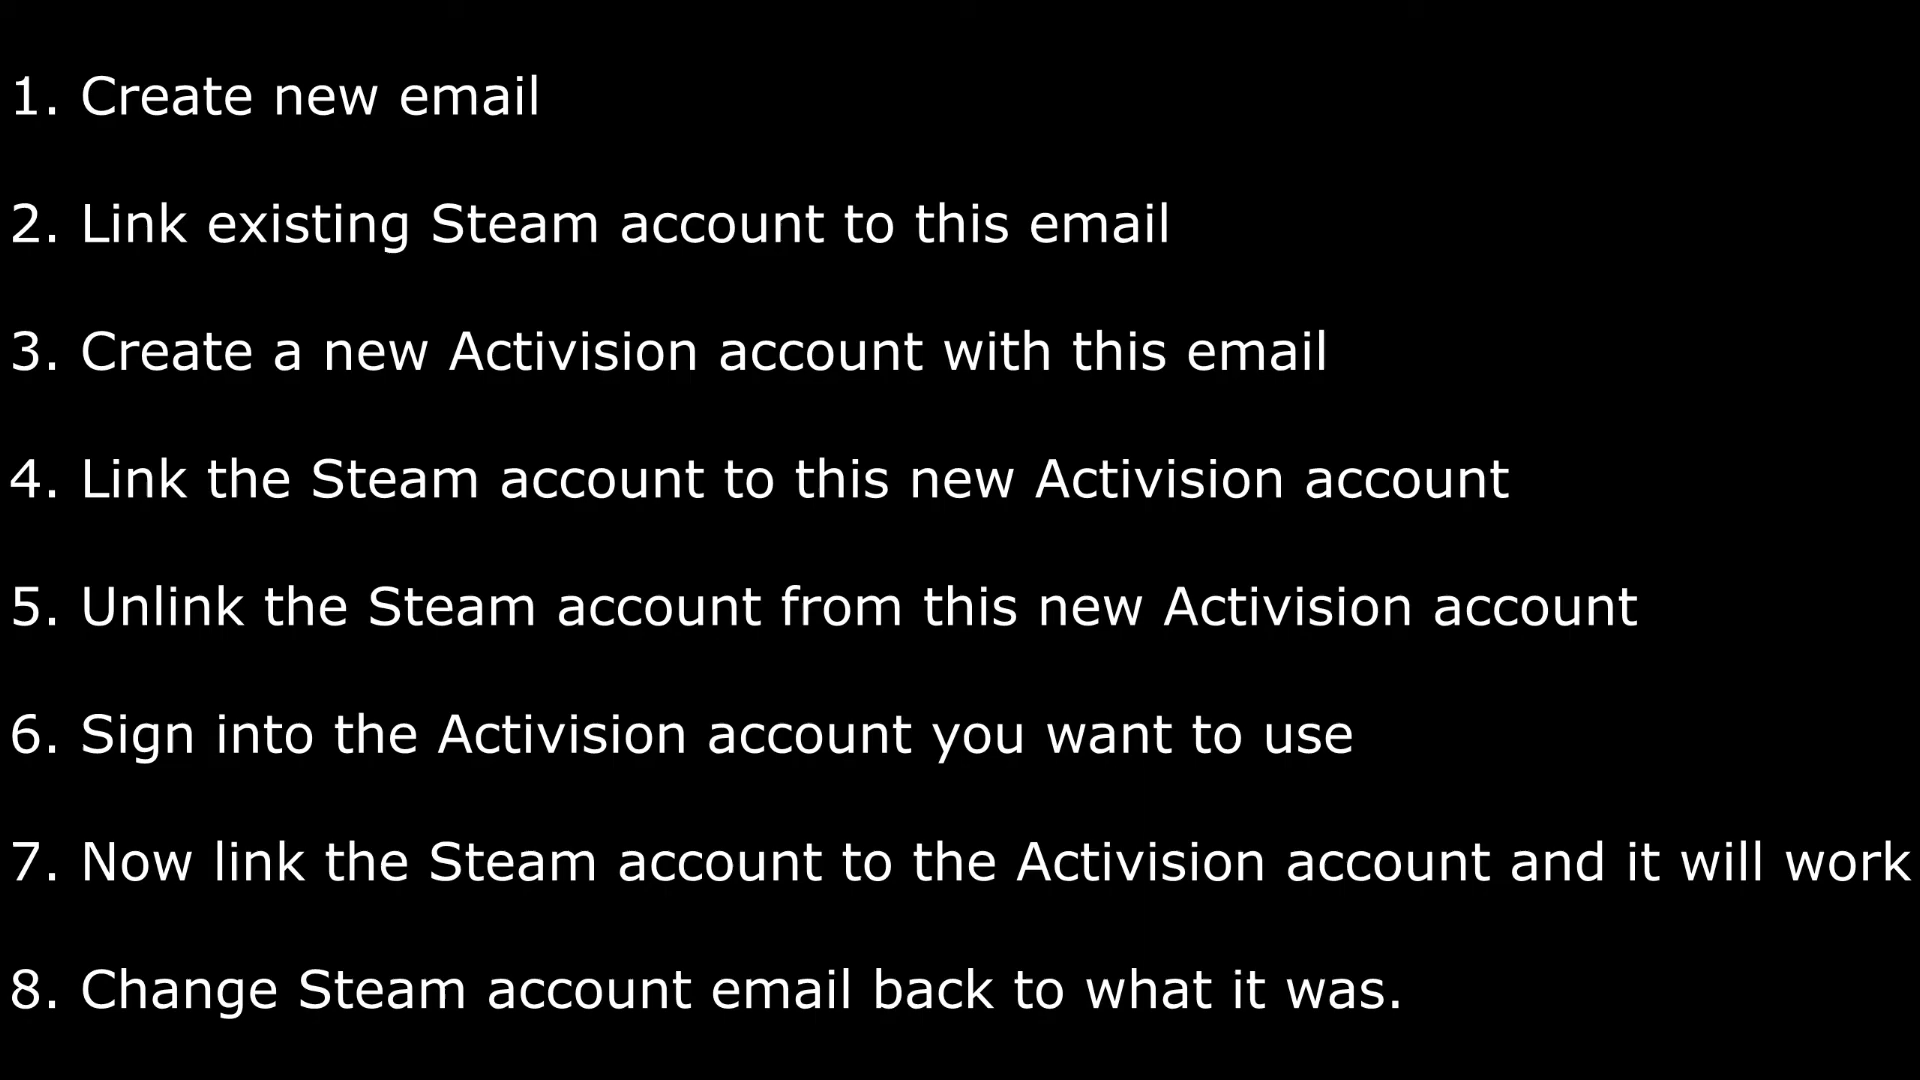 1. Create new email
2. Link existing Steam account to this email
3. Create a new Activision account with this email
4. Link the Steam account to this new Activision account
5. Unlink the Steam account from this new Activision account
6. Sign into the Activision account you want to use
7. Now link the Steam account to the Activision account and it will work
8. Change Steam account email back to what it was.